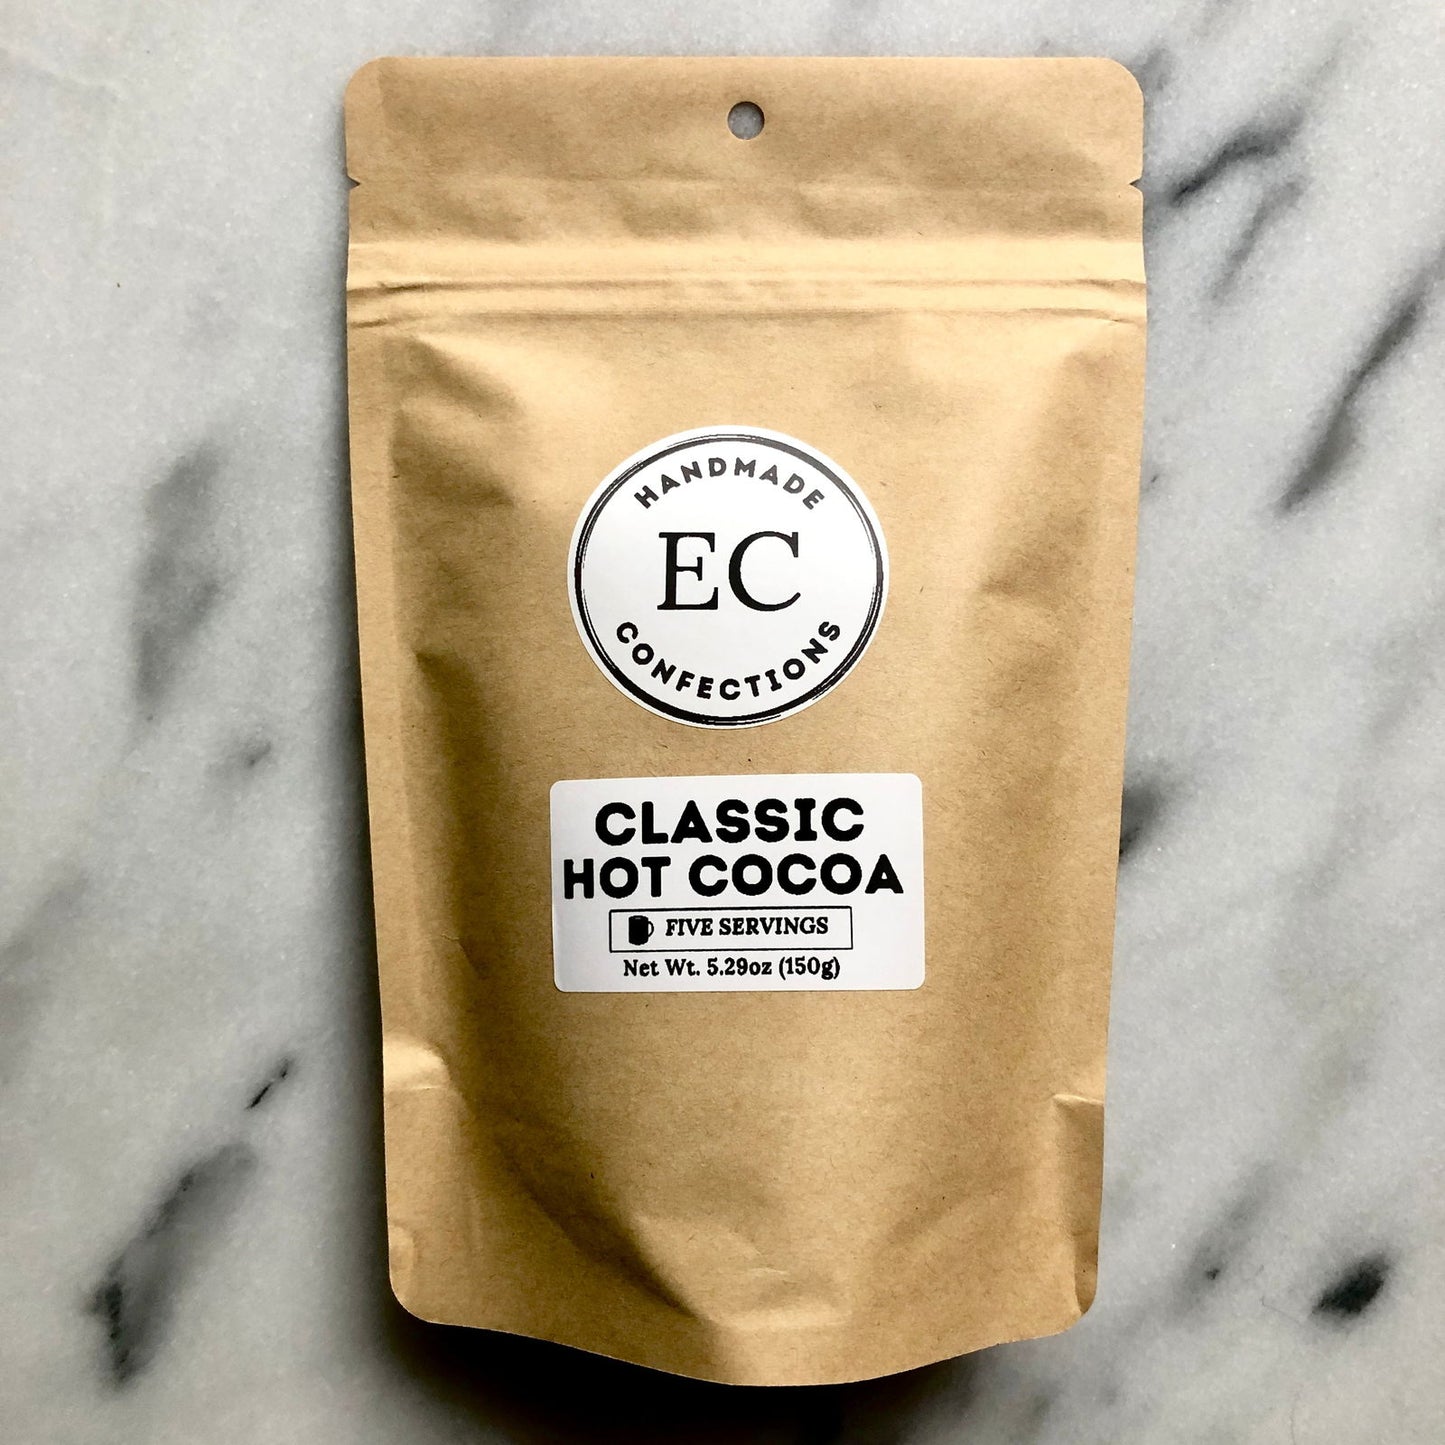 HANDMADE
EC
CONFECTIONS
CLASSIC
HOT COCOA
FIVE SERVINGS
Net Wt. 5.29oz (150g)